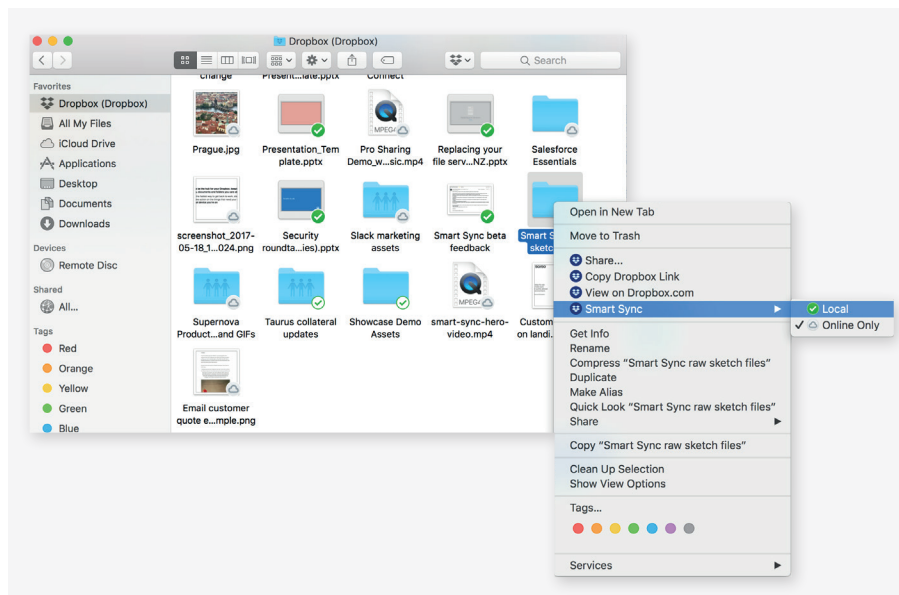 Dropbox (Dropbox)
Search
Favorites
Dropbox (Dropbox)
All My Files
iCloud Drive
Applications
Desktop
Documents
Downloads
Devices
Remote Disc
Shared
All...
Tags
Red
Orange
Yellow
Green
Blue
change
Present...late.pptx
Connect
Prague.jpg
Presentation_Tem
plate.pptx
MPEG4
Pro Sharing
Demo_w...sic.mp4
Replacing your
file serv...NZ.pptx
Salesforce
Essentials
screenshot_2017-
05-18_1...024.png
Security
roundta...ies).pptx
Slack marketing
assets
Smart Sync beta
feedback
Smart S
sketc
Supernova
Product...and GIFs
Taurus collateral
updates
Showcase Demo
Assets
MPEG4
smart-sync-hero-
video.mp4
Custom
on landi.
Email customer
quote e...mple.png
Open in New Tab
Move to Trash
Share...
Copy Dropbox Link
View on Dropbox.com
Smart Sync
Local
✓ Online Only
Get Info
Rename
Compress “Smart Sync raw sketch files”
Duplicate
Make Alias
Quick Look “Smart Sync raw sketch files”
Share
Copy “Smart Sync raw sketch files”
Clean Up Selection
Show View Options
Tags...
Services